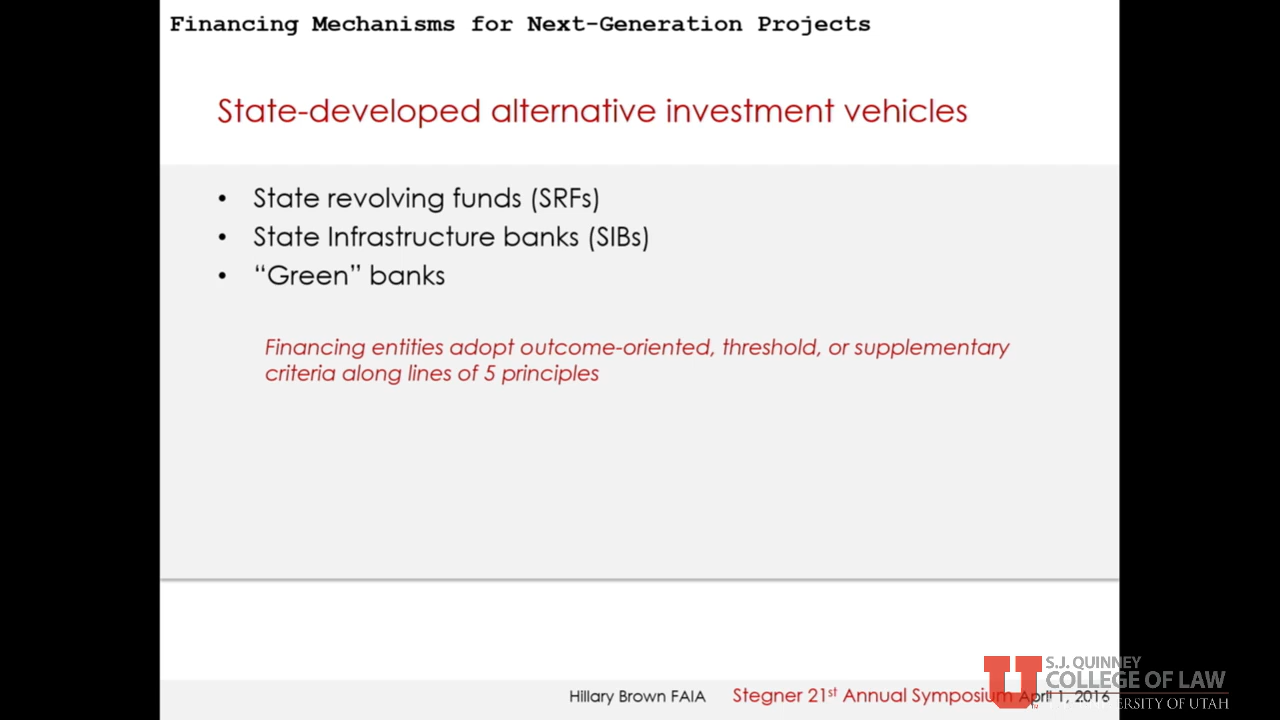 Financing Mechanisms for Next-Generation Projects
State-developed alternative investment vehicles
• State revolving funds (SRFs)
• State Infrastructure banks (SIBs)
• “Green” banks
Financing entities adopt outcome-oriented, threshold, or supplementary
criteria along lines of 5 principles
Hillary Brown FAIA Stegner 21st Annual Symposium April 1, 2016
S.J. QUINNEY
COLLEGE OF LAW
UNIVERSITY OF UTAH